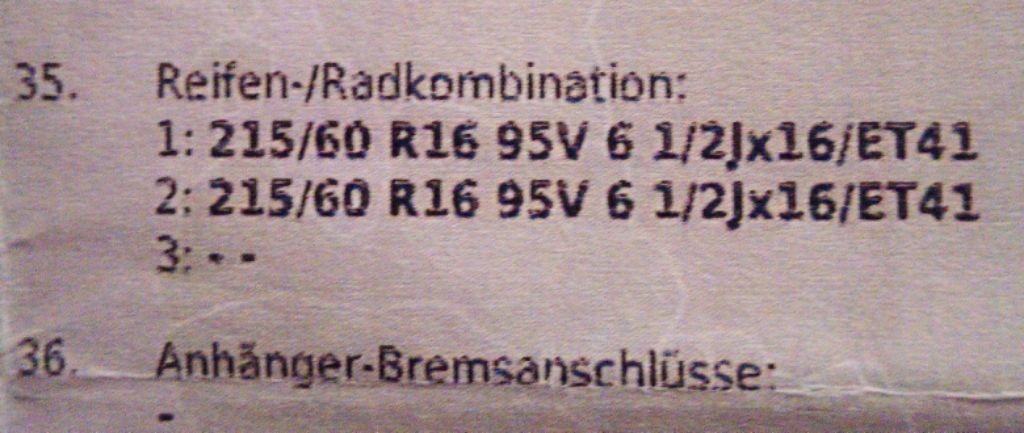 35. Reifen-/Radkombination:
1: 215/60 R16 95V 6 1/2Jx16/ET41
2: 215/60 R16 95V 6 1/2Jx16/ET41
3: - -
36. Anhänger-Bremsanschlüsse:
-